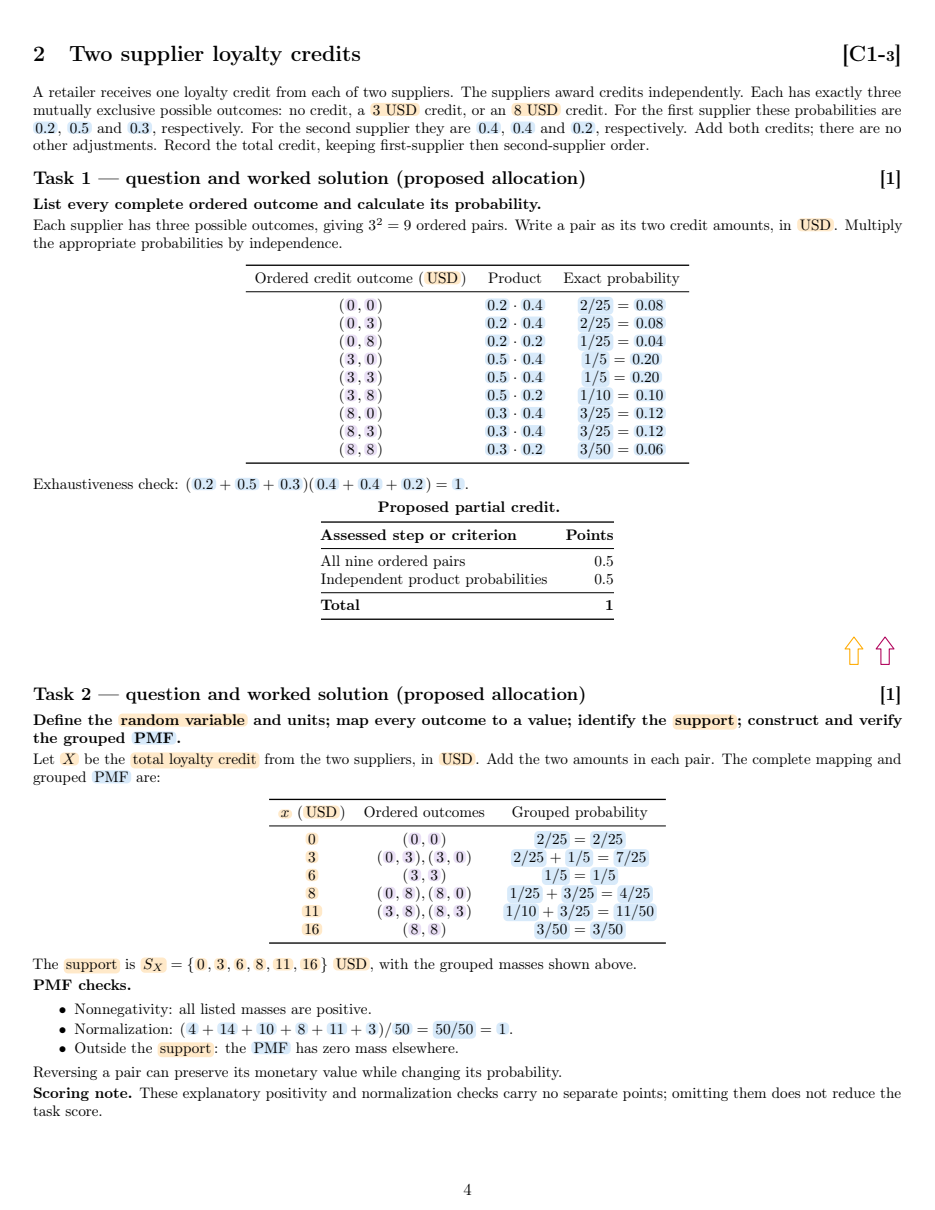 2 Two supplier loyalty credits [C1-3]
A retailer receives one loyalty credit from each of two suppliers. The suppliers award credits independently. Each has exactly three
mutually exclusive possible outcomes: no credit, a 3 USD credit, or an 8 USD credit. For the first supplier these probabilities are
0.2, 0.5 and 0.3, respectively. For the second supplier they are 0.4, 0.4 and 0.2, respectively. Add both credits; there are no
other adjustments. Record the total credit, keeping first-supplier then second-supplier order.
Task 1 — question and worked solution (proposed allocation) [1]
List every complete ordered outcome and calculate its probability.
Each supplier has three possible outcomes, giving 3² = 9 ordered pairs. Write a pair as its two credit amounts, in USD. Multiply
the appropriate probabilities by independence.
Ordered credit outcome (USD) Product Exact probability
(0, 0) 0.2 · 0.4 2/25 = 0.08
(0, 3) 0.2 · 0.4 2/25 = 0.08
(0, 8) 0.2 · 0.2 1/25 = 0.04
(3, 0) 0.5 · 0.4 1/5 = 0.20
(3, 3) 0.5 · 0.4 1/5 = 0.20
(3, 8) 0.5 · 0.2 1/10 = 0.10
(8, 0) 0.3 · 0.4 3/25 = 0.12
(8, 3) 0.3 · 0.4 3/25 = 0.12
(8, 8) 0.3 · 0.2 3/50 = 0.06
Exhaustiveness check: (0.2 + 0.5 + 0.3)(0.4 + 0.4 + 0.2) = 1.
Proposed partial credit.
Assessed step or criterion Points
All nine ordered pairs 0.5
Independent product probabilities 0.5
Total 1
Task 2 — question and worked solution (proposed allocation) [1]
Define the random variable and units; map every outcome to a value; identify the support; construct and verify
the grouped PMF.
Let X be the total loyalty credit from the two suppliers, in USD. Add the two amounts in each pair. The complete mapping and
grouped PMF are:
x (USD) Ordered outcomes Grouped probability
0 (0, 0) 2/25 = 2/25
3 (0, 3), (3, 0) 2/25 + 1/5 = 7/25
6 (3, 3) 1/5 = 1/5
8 (0, 8), (8, 0) 1/25 + 3/25 = 4/25
11 (3, 8), (8, 3) 1/10 + 3/25 = 11/50
16 (8, 8) 3/50 = 3/50
The support is S_X = {0, 3, 6, 8, 11, 16} USD, with the grouped masses shown above.
PMF checks.
• Nonnegativity: all listed masses are positive.
• Normalization: (4 + 14 + 10 + 8 + 11 + 3)/50 = 50/50 = 1.
• Outside the support: the PMF has zero mass elsewhere.
Reversing a pair can preserve its monetary value while changing its probability.
Scoring note. These explanatory positivity and normalization checks carry no separate points; omitting them does not reduce the
task score.
4